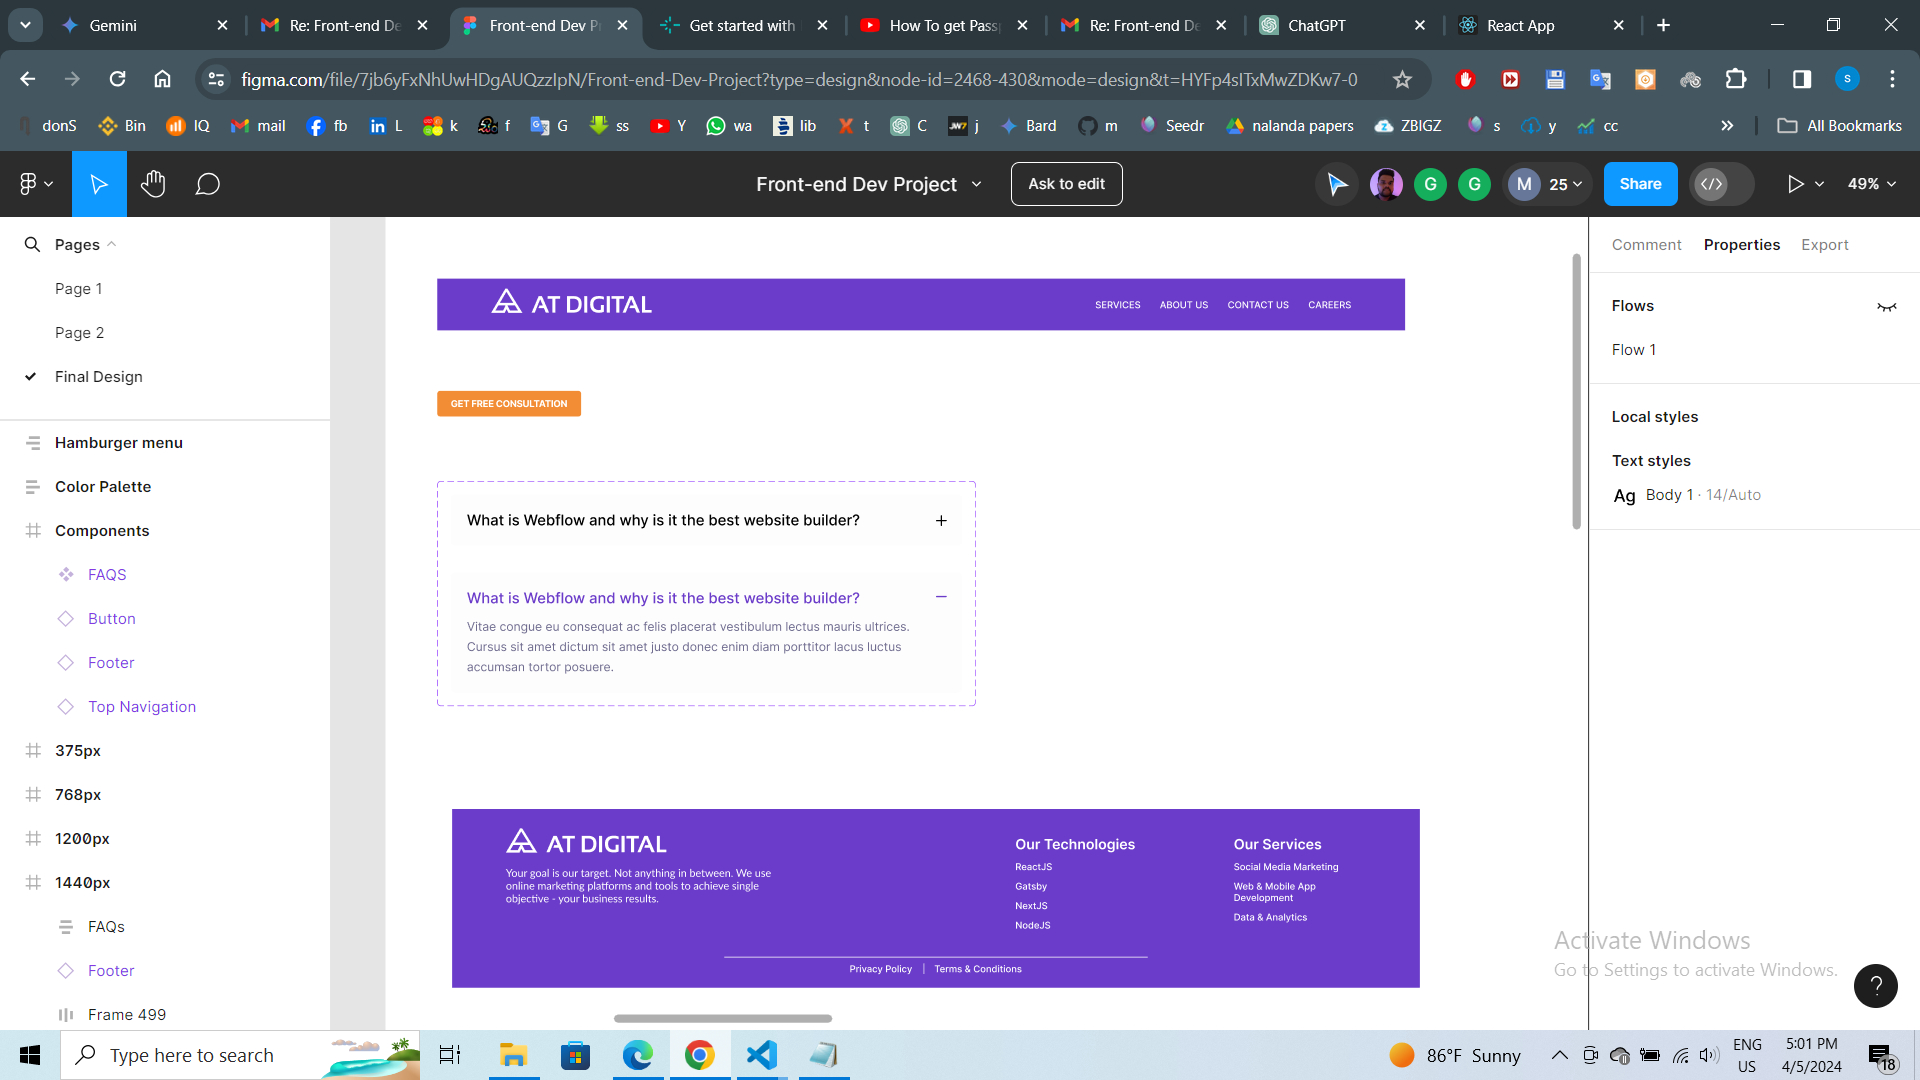 Gemini
Re: Front-end De
Front-end Dev Pr
Get started with
How To get Pass
Re: Front-end De
ChatGPT
React App
figma.com/file/7jb6yFxNhUwHDgAUQzzIpN/Front-end-Dev-Project?type=design&node-id=2468-430&mode=design&t=HYFp4sITxMwZDKw7-0
S
donS
Bin
IQ
mail
fb
L
k
f
G
ss
Y
wa
lib
t
C
j
Bard
m
Seedr
nalanda papers
ZBIGZ
s
y
cc
All Bookmarks
Front-end Dev Project
Ask to edit
G
G
M
25
Share
49%
Pages
Page 1
Page 2
Final Design
Hamburger menu
Color Palette
Components
FAQS
Button
Footer
Top Navigation
375px
768px
1200px
1440px
FAQs
Footer
Frame 499
AT DIGITAL
SERVICES
ABOUT US
CONTACT US
CAREERS
GET FREE CONSULTATION
What is Webflow and why is it the best website builder?
+
What is Webflow and why is it the best website builder?
−
Vitae congue eu consequat ac felis placerat vestibulum lectus mauris ultrices.
Cursus sit amet dictum sit amet justo donec enim diam porttitor lacus luctus
accumsan tortor posuere.
AT DIGITAL
Your goal is our target. Not anything in between. We use
online marketing platforms and tools to achieve single
objective - your business results.
Our Technologies
ReactJS
Gatsby
NextJS
NodeJS
Our Services
Social Media Marketing
Web & Mobile App
Development
Data & Analytics
Privacy Policy | Terms & Conditions
Comment
Properties
Export
Flows
Flow 1
Local styles
Text styles
Ag Body 1 · 14/Auto
Activate Windows
Go to Settings to activate Windows.
?
Type here to search
86°F Sunny
ENG
US
5:01 PM
4/5/2024
18